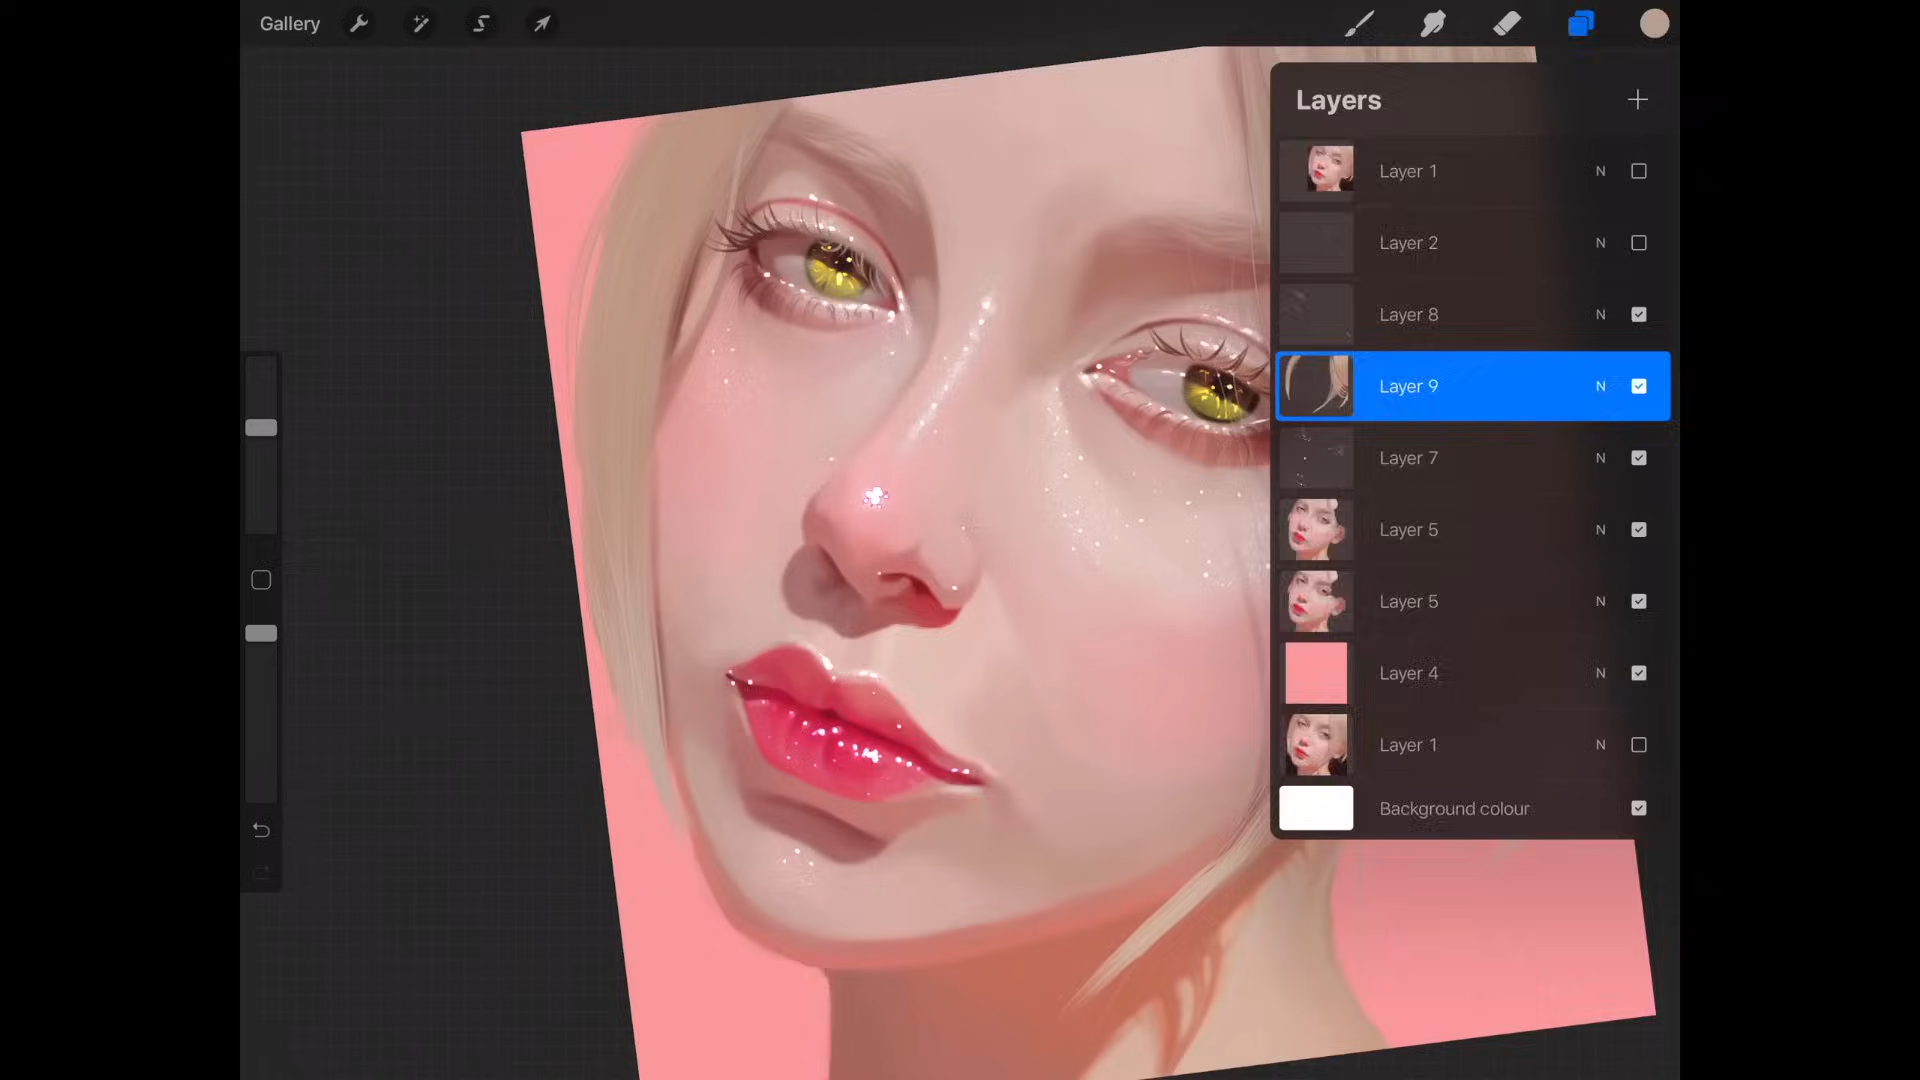 Gallery
Layers
Layer 1 N
Layer 2 N
Layer 8 N
Layer 9 N
Layer 7 N
Layer 5 N
Layer 5 N
Layer 4 N
Layer 1 N
Background colour